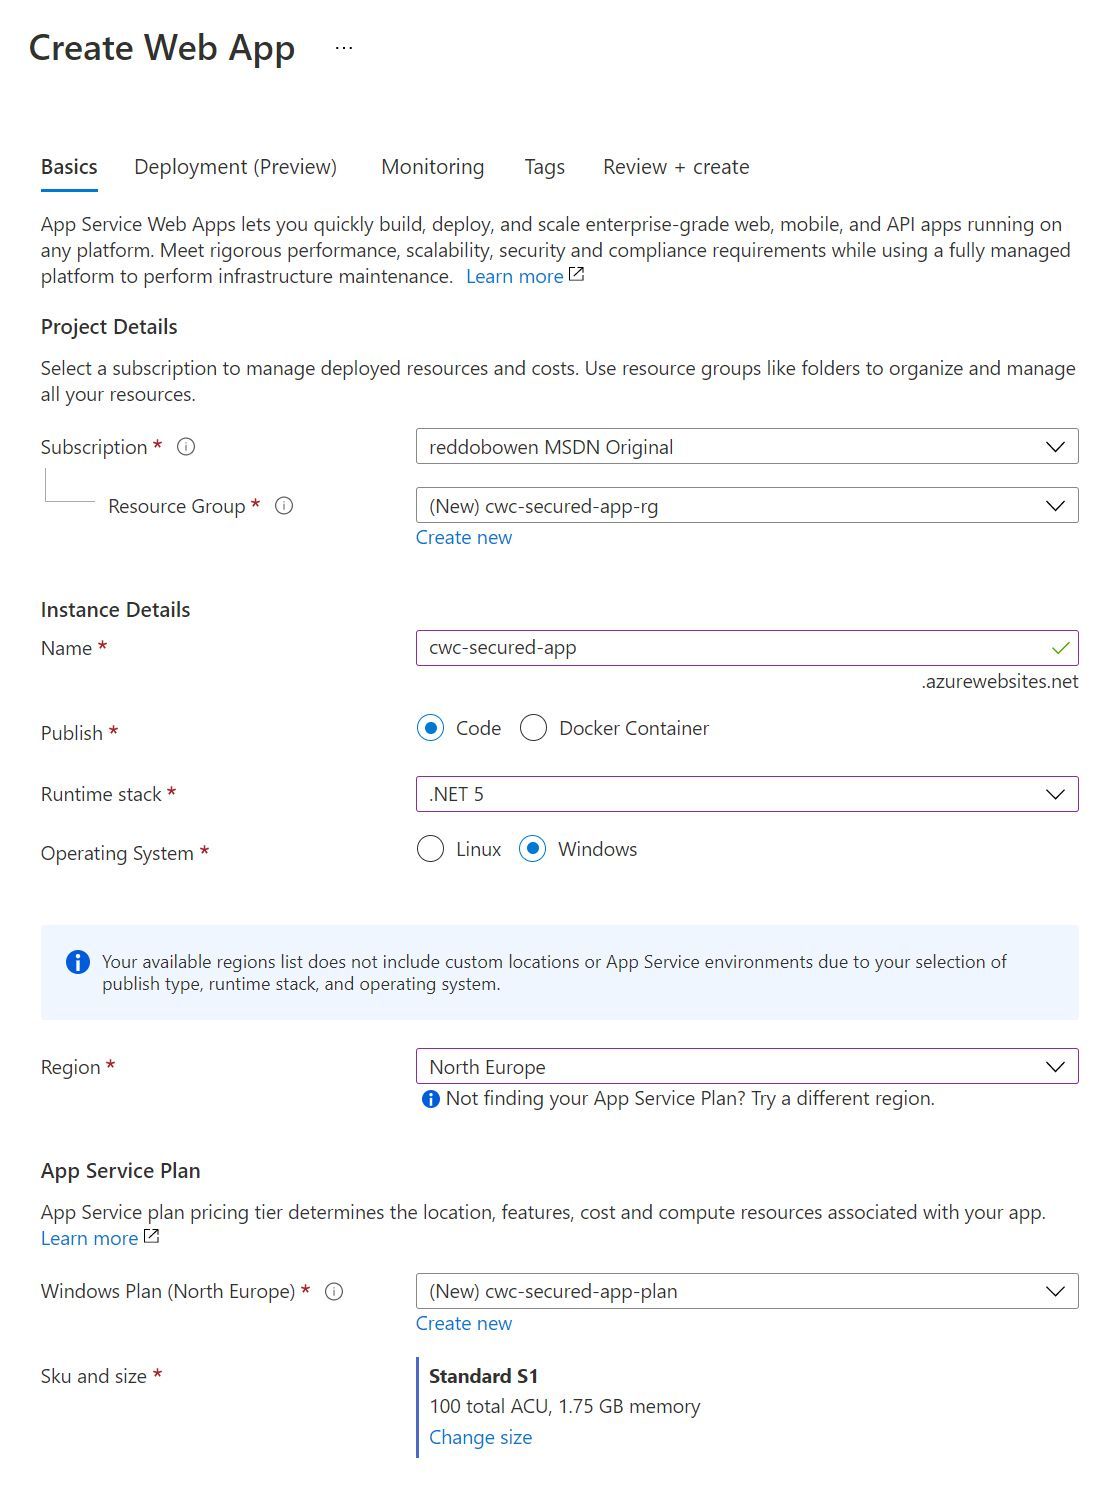 Create Web App ...
Basics Deployment (Preview) Monitoring Tags Review + create
App Service Web Apps lets you quickly build, deploy, and scale enterprise-grade web, mobile, and API apps running on
any platform. Meet rigorous performance, scalability, security and compliance requirements while using a fully managed
platform to perform infrastructure maintenance. Learn more
Project Details
Select a subscription to manage deployed resources and costs. Use resource groups like folders to organize and manage
all your resources.
Subscription * reddobowen MSDN Original
Resource Group * (New) cwc-secured-app-rg
Create new
Instance Details
Name * cwc-secured-app
.azurewebsites.net
Publish * Code Docker Container
Runtime stack * .NET 5
Operating System * Linux Windows
Your available regions list does not include custom locations or App Service environments due to your selection of
publish type, runtime stack, and operating system.
Region * North Europe
Not finding your App Service Plan? Try a different region.
App Service Plan
App Service plan pricing tier determines the location, features, cost and compute resources associated with your app.
Learn more
Windows Plan (North Europe) * (New) cwc-secured-app-plan
Create new
Sku and size * Standard S1
100 total ACU, 1.75 GB memory
Change size